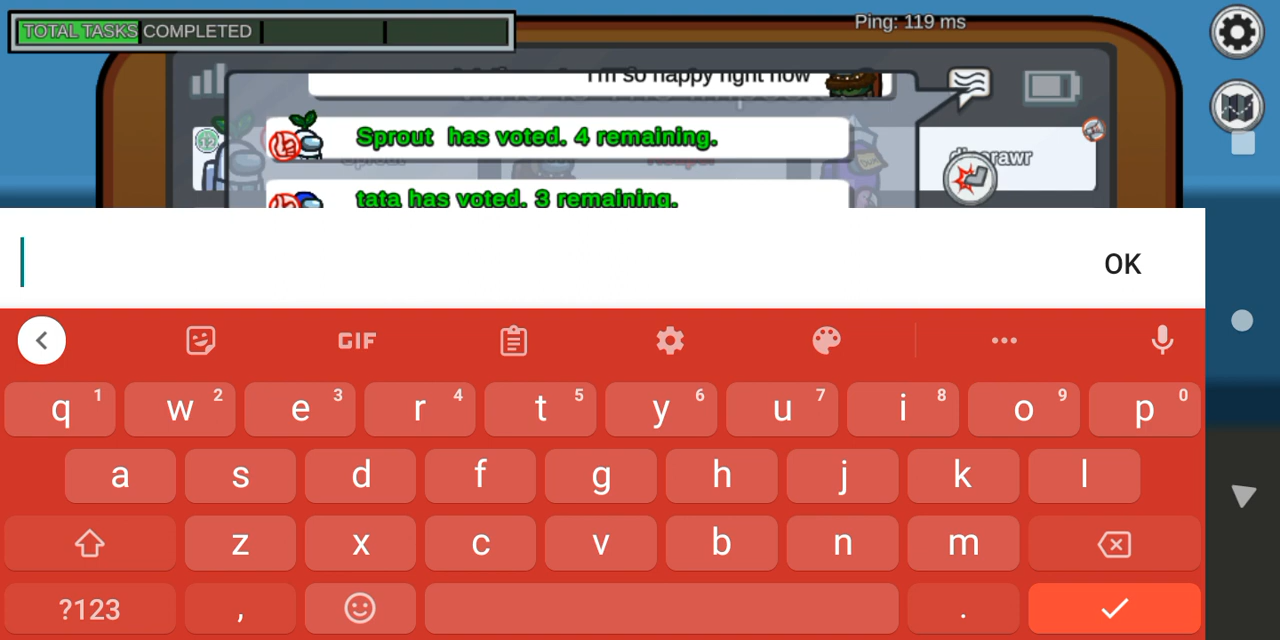 TOTAL TASKS COMPLETED
Ping: 119 ms
I'm so happy right now
Sprout has voted. 4 remaining.
dinorawr
tata has voted. 3 remaining.
OK
GIF
q 1 w 2 e 3 r 4 t 5 y 6 u 7 i 8 o 9 p 0
a s d f g h j k l
z x c v b n m
?123 , .